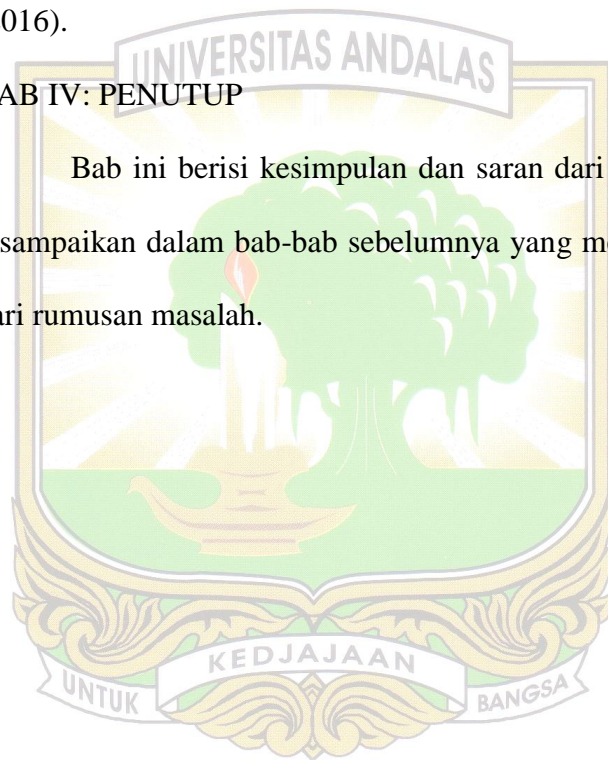 016).
UNIVERSITAS ANDALAS
AB IV: PENUTUP
Bab ini berisi kesimpulan dan saran dari
sampaikan dalam bab-bab sebelumnya yang
ari rumusan masalah.
UNTUK KEDJAJAAN BANGSA